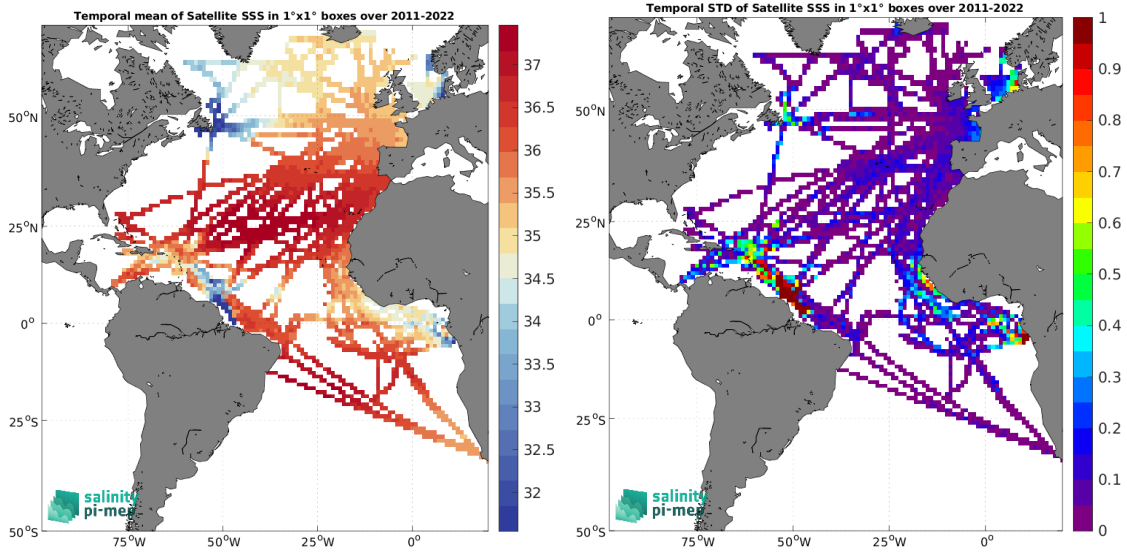 Temporal mean of Satellite SSS in 1°x1° boxes over 2011-2022
50°N
25°N
0°
25°S
50°S
75°W
50°W
25°W
0°
37
36.5
36
35.5
35
34.5
34
33.5
33
32.5
32
salinity
pi-mep
Temporal STD of Satellite SSS in 1°x1° boxes over 2011-2022
50°N
25°N
0°
25°S
50°S
75°W
50°W
25°W
0°
1
0.9
0.8
0.7
0.6
0.5
0.4
0.3
0.2
0.1
0
salinity
pi-mep